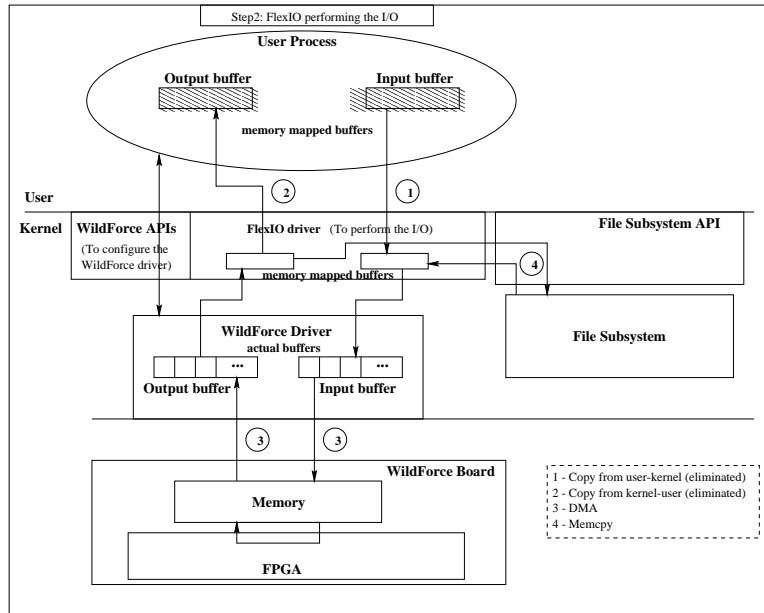 Step2: FlexIO performing the I/O
User Process
Output buffer
Input buffer
memory mapped buffers
2
1
User
Kernel
WildForce APIs
(To configure the
WildForce driver)
FlexIO driver (To perform the I/O)
memory mapped buffers
File Subsystem API
4
File Subsystem
WildForce Driver
actual buffers
...
...
Output buffer
Input buffer
3
3
WildForce Board
Memory
FPGA
1 - Copy from user-kernel (eliminated)
2 - Copy from kernel-user (eliminated)
3 - DMA
4 - Memcpy